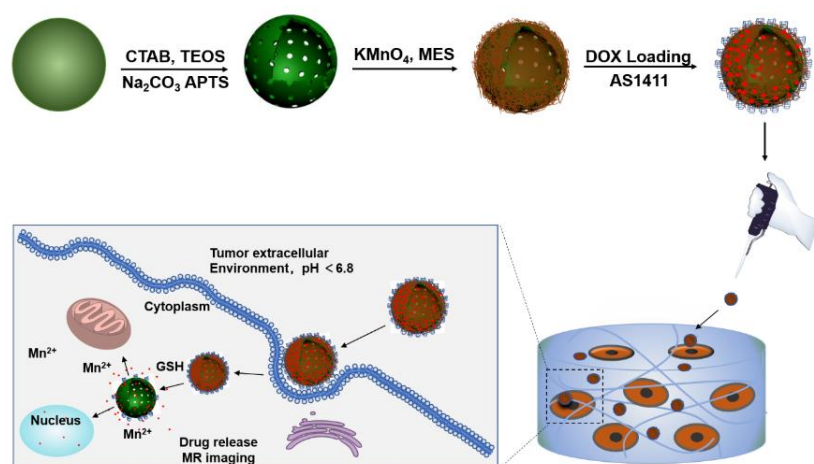 CTAB, TEOS
Na₂CO₃ APTS
KMnO₄, MES
DOX Loading
AS1411
Tumor extracellular
Environment, pH <6.8
Cytoplasm
Mn²⁺
Mn²⁺
GSH
Nucleus
Mn²⁺
Drug release
MR imaging